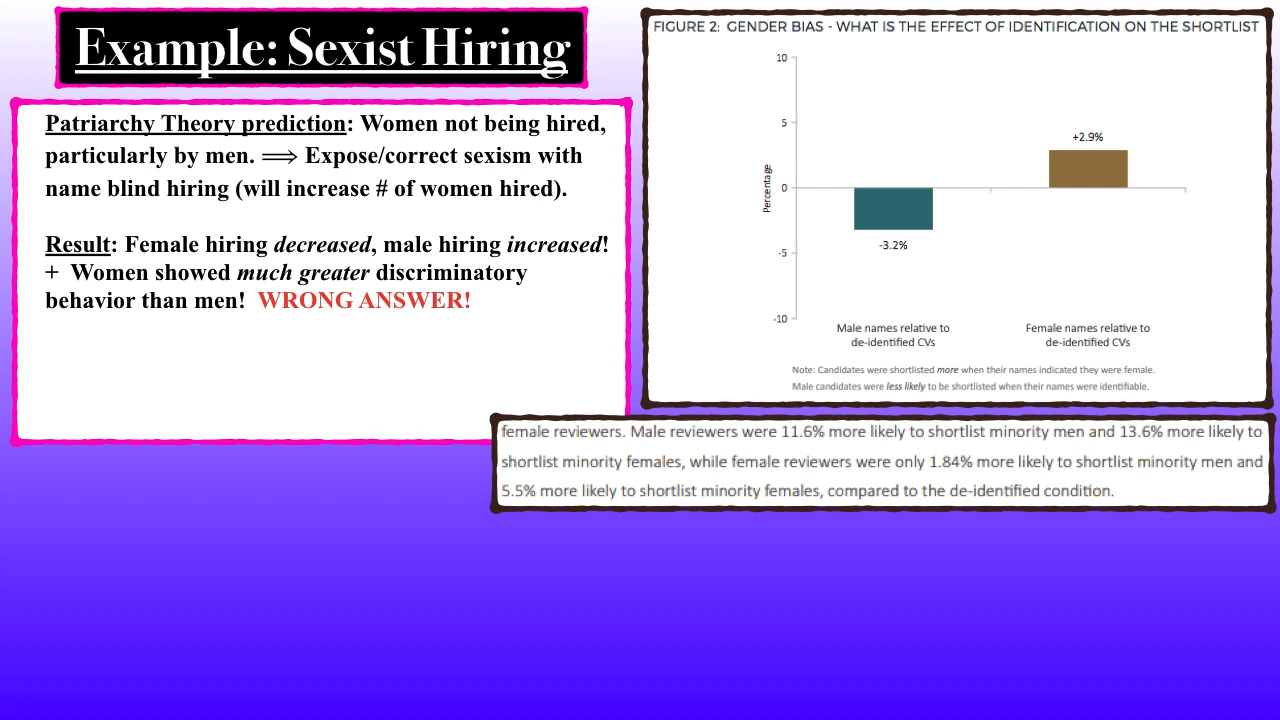 Example: Sexist Hiring
Patriarchy Theory prediction: Women not being hired,
particularly by men. ⟹ Expose/correct sexism with
name blind hiring (will increase # of women hired).
Result: Female hiring decreased, male hiring increased!
+ Women showed much greater discriminatory
behavior than men! WRONG ANSWER!
FIGURE 2: GENDER BIAS - WHAT IS THE EFFECT OF IDENTIFICATION ON THE SHORTLIST
10
5
0
-5
-10
Percentage
-3.2%
+2.9%
Male names relative to
de-identified CVs
Female names relative to
de-identified CVs
Note: Candidates were shortlisted more when their names indicated they were female.
Male candidates were less likely to be shortlisted when their names were identifiable.
female reviewers. Male reviewers were 11.6% more likely to shortlist minority men and 13.6% more likely to
shortlist minority females, while female reviewers were only 1.84% more likely to shortlist minority men and
5.5% more likely to shortlist minority females, compared to the de-identified condition.